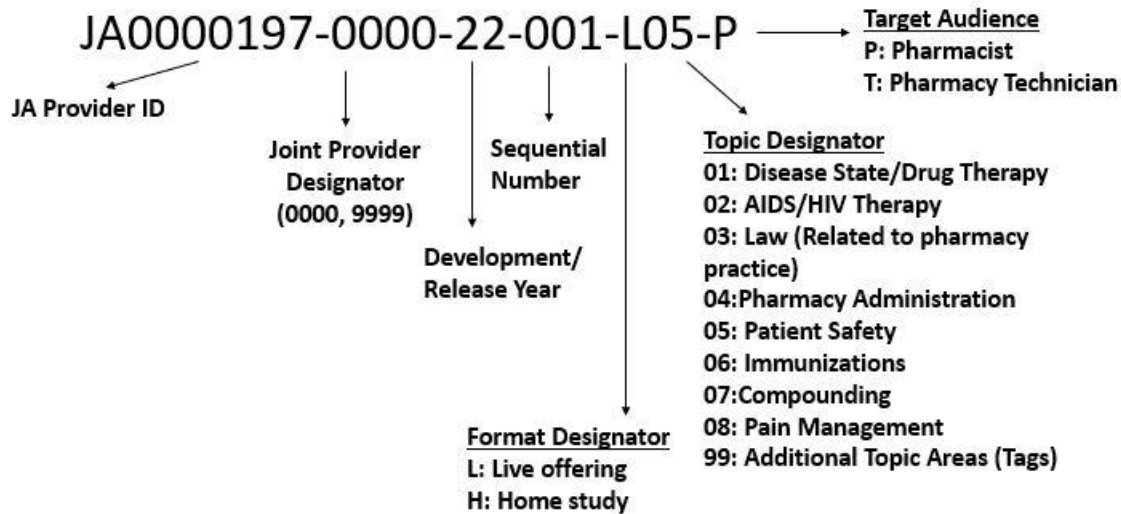 JA0000197-0000-22-001-L05-P
Target Audience
P: Pharmacist
T: Pharmacy Technician
JA Provider ID
Joint Provider
Designator
(0000, 9999)
Development/
Release Year
Sequential
Number
Format Designator
L: Live offering
H: Home study
Topic Designator
01: Disease State/Drug Therapy
02: AIDS/HIV Therapy
03: Law (Related to pharmacy
practice)
04:Pharmacy Administration
05: Patient Safety
06: Immunizations
07:Compounding
08: Pain Management
99: Additional Topic Areas (Tags)